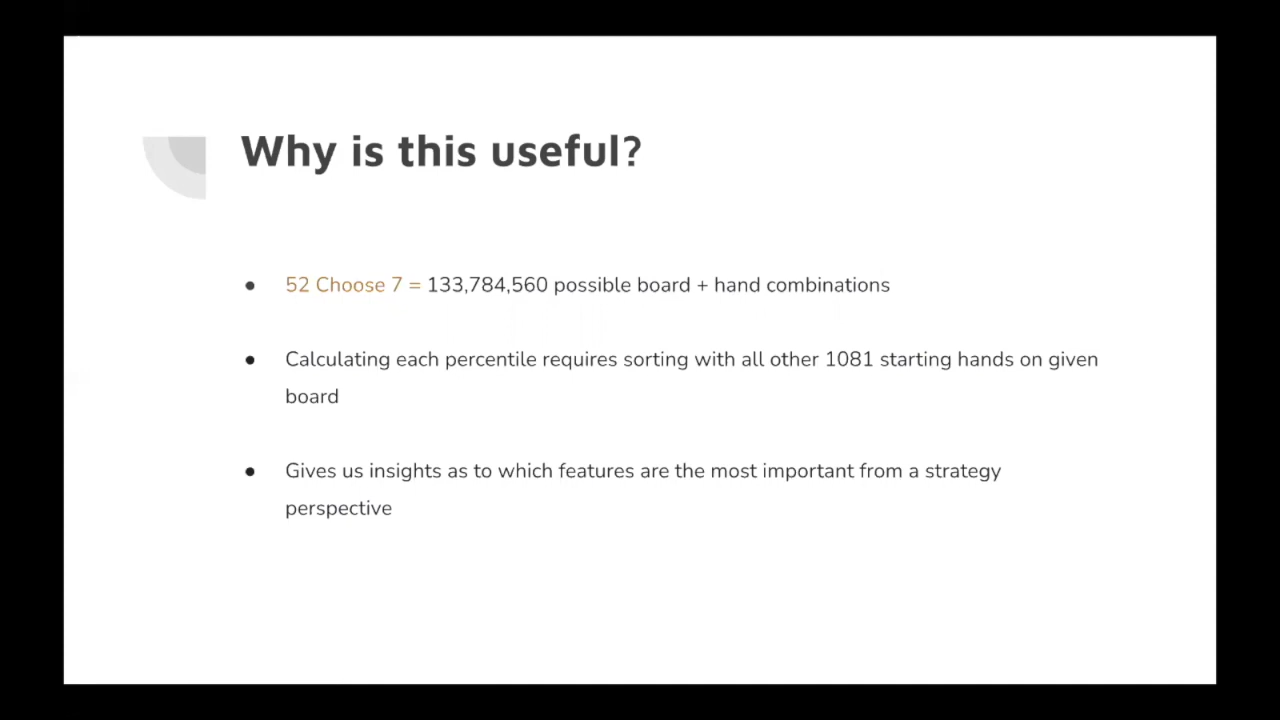 Why is this useful?
● 52 Choose 7 = 133,784,560 possible board + hand combinations
● Calculating each percentile requires sorting with all other 1081 starting hands on given
board
● Gives us insights as to which features are the most important from a strategy
perspective